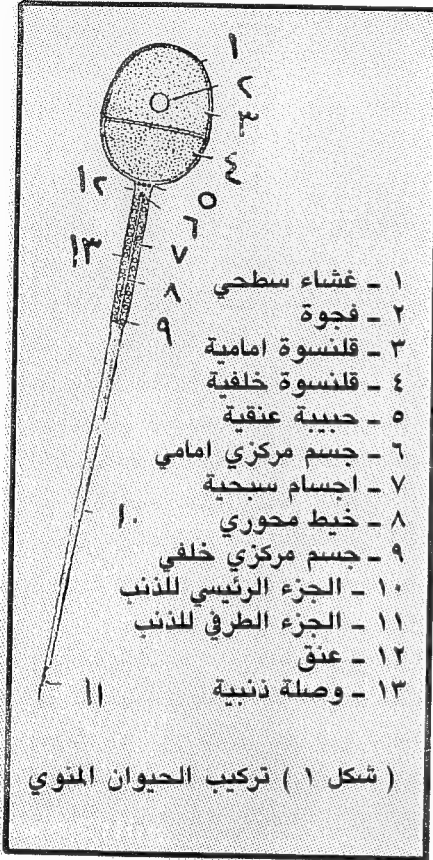 ١
٢
٣
٤
١٢
٥
٦
١٣
٧
٨
٩
١٠
١١
١ - غشاء سطحي
٢ - فجوة
٣ - قلنسوة امامية
٤ - قلنسوة خلفية
٥ - حبيبة عنقية
٦ - جسم مركزي امامي
٧ - اجسام سبحية
٨ - خيط محوري
٩ - جسم مركزي خلفي
١٠ - الجزء الرئيسي للذنب
١١ - الجزء الطرفي للذنب
١٢ - عنق
١٣ - وصلة ذنبية
( شكل ١ ) تركيب الحيوان المنوي